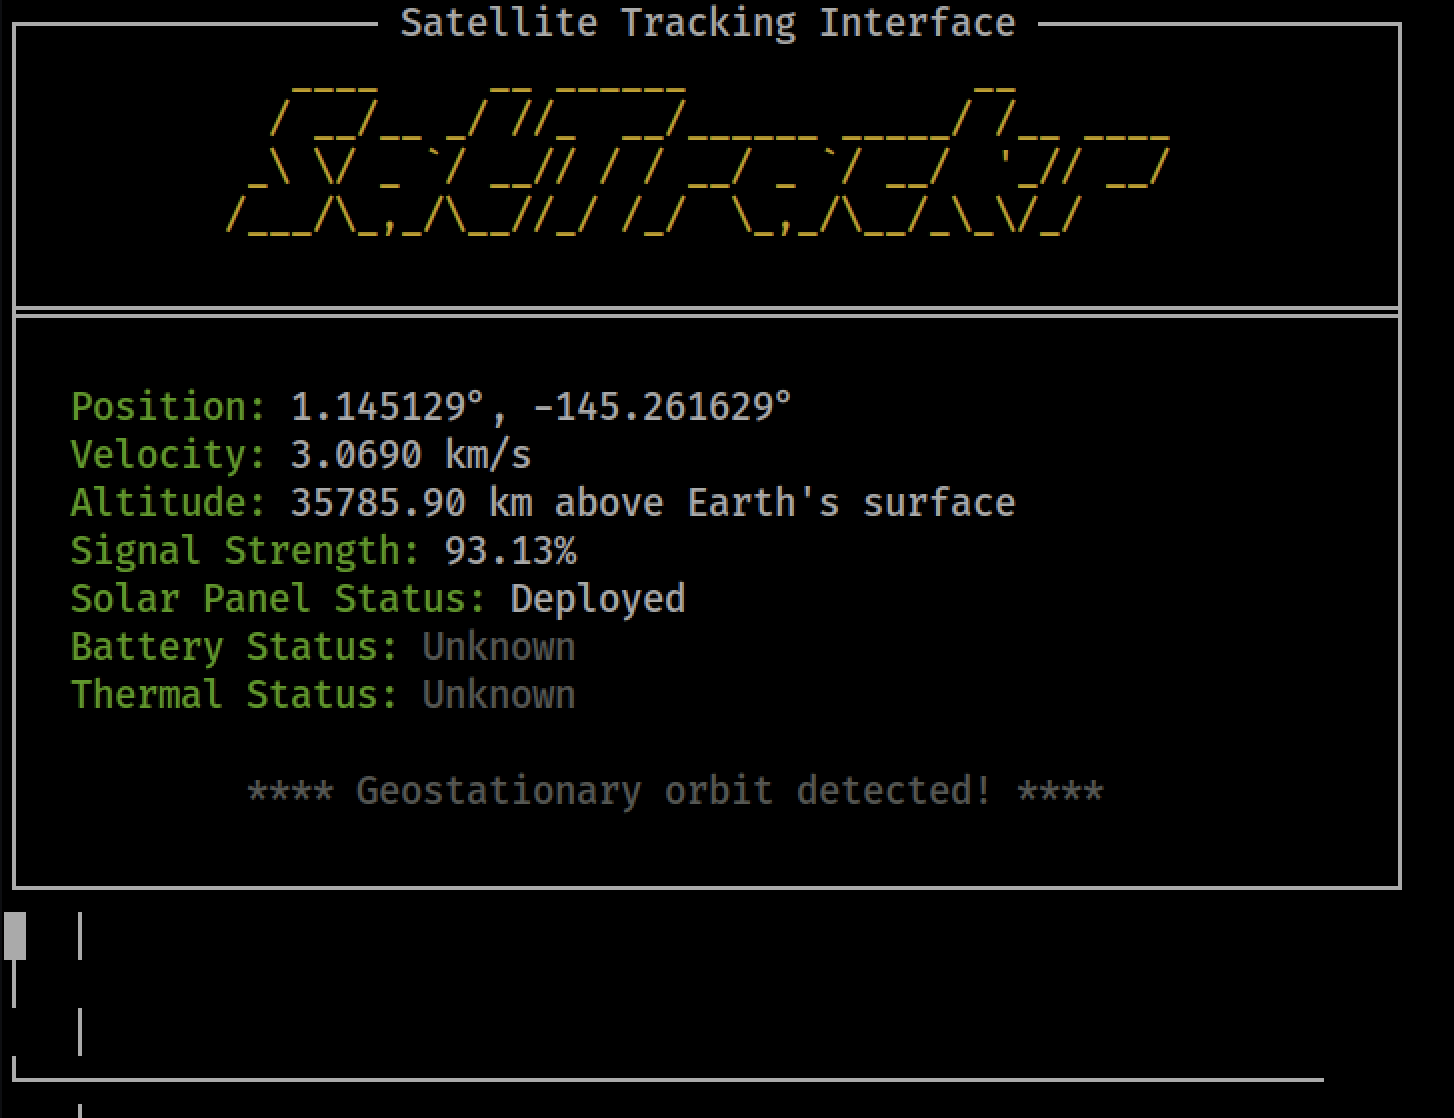 Satellite Tracking Interface
SatTrackr
Position: 1.145129°, -145.261629°
Velocity: 3.0690 km/s
Altitude: 35785.90 km above Earth's surface
Signal Strength: 93.13%
Solar Panel Status: Deployed
Battery Status: Unknown
Thermal Status: Unknown
**** Geostationary orbit detected! ****